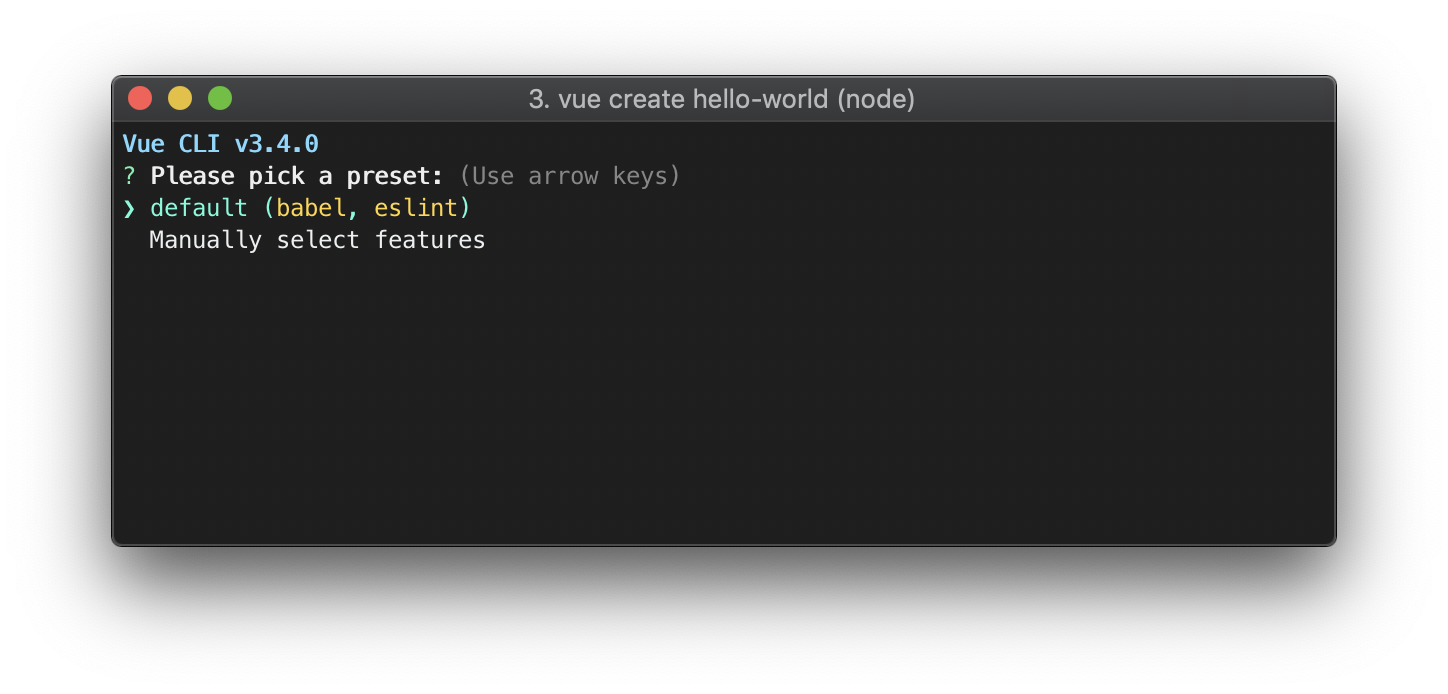 3. vue create hello-world (node)
Vue CLI v3.4.0
? Please pick a preset: (Use arrow keys)
❯ default (babel, eslint)
Manually select features